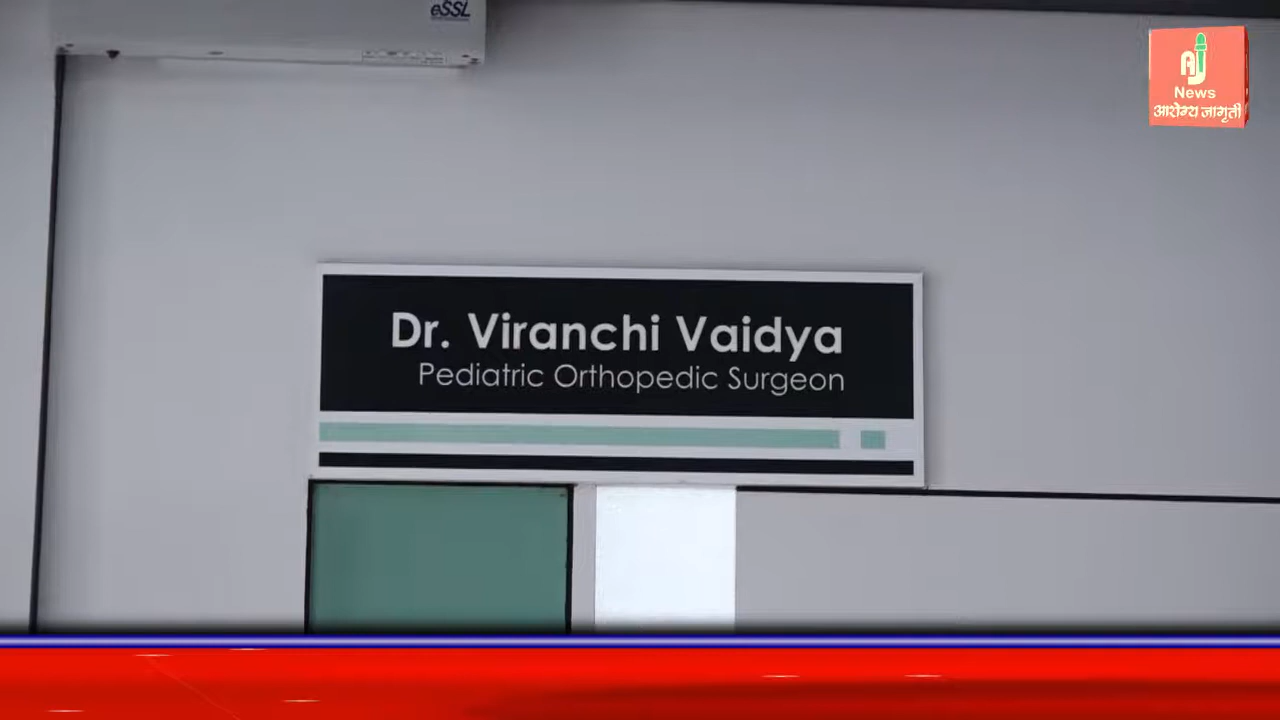 eSSL
AJ
News
आरोग्य जागृती
Dr. Viranchi Vaidya
Pediatric Orthopedic Surgeon